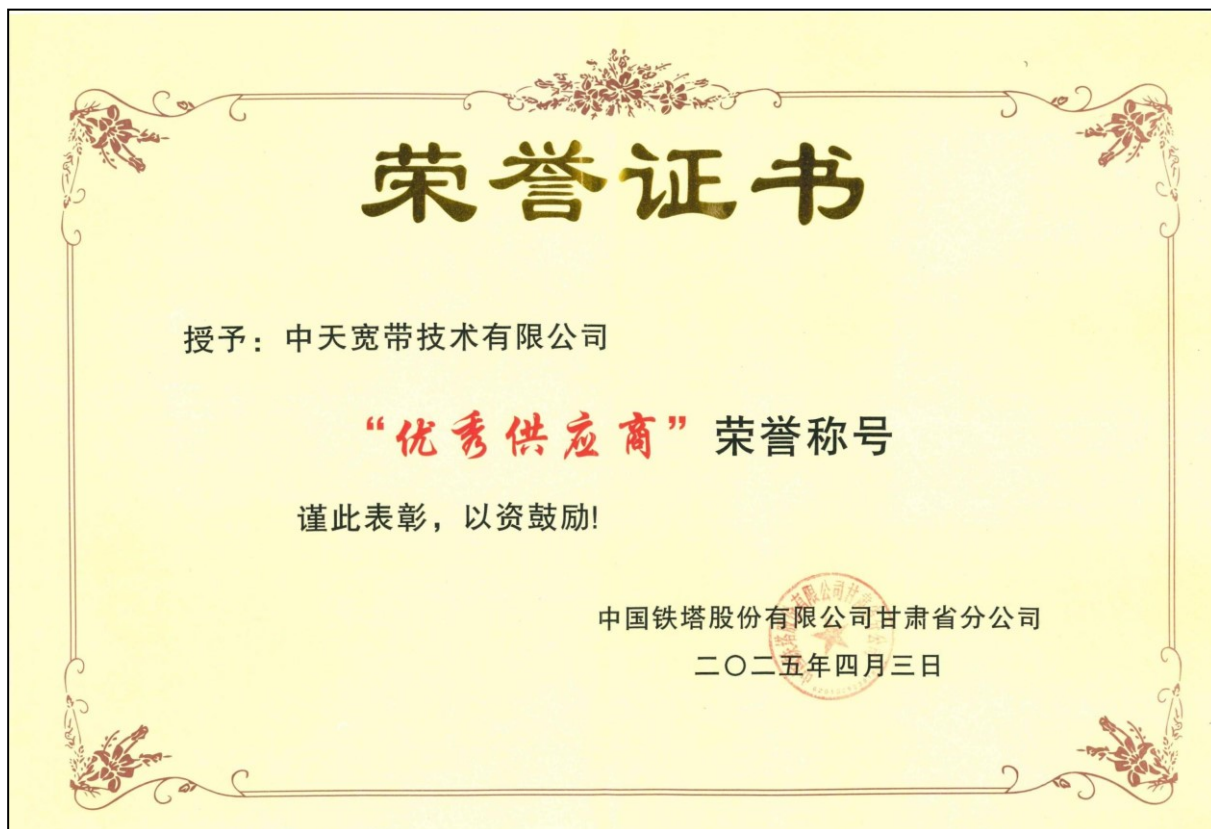 荣誉证书
授予：中天宽带技术有限公司
“优秀供应商”荣誉称号
谨此表彰，以资鼓励!
中国铁塔股份有限公司甘肃省分公司
二〇二五年四月三日